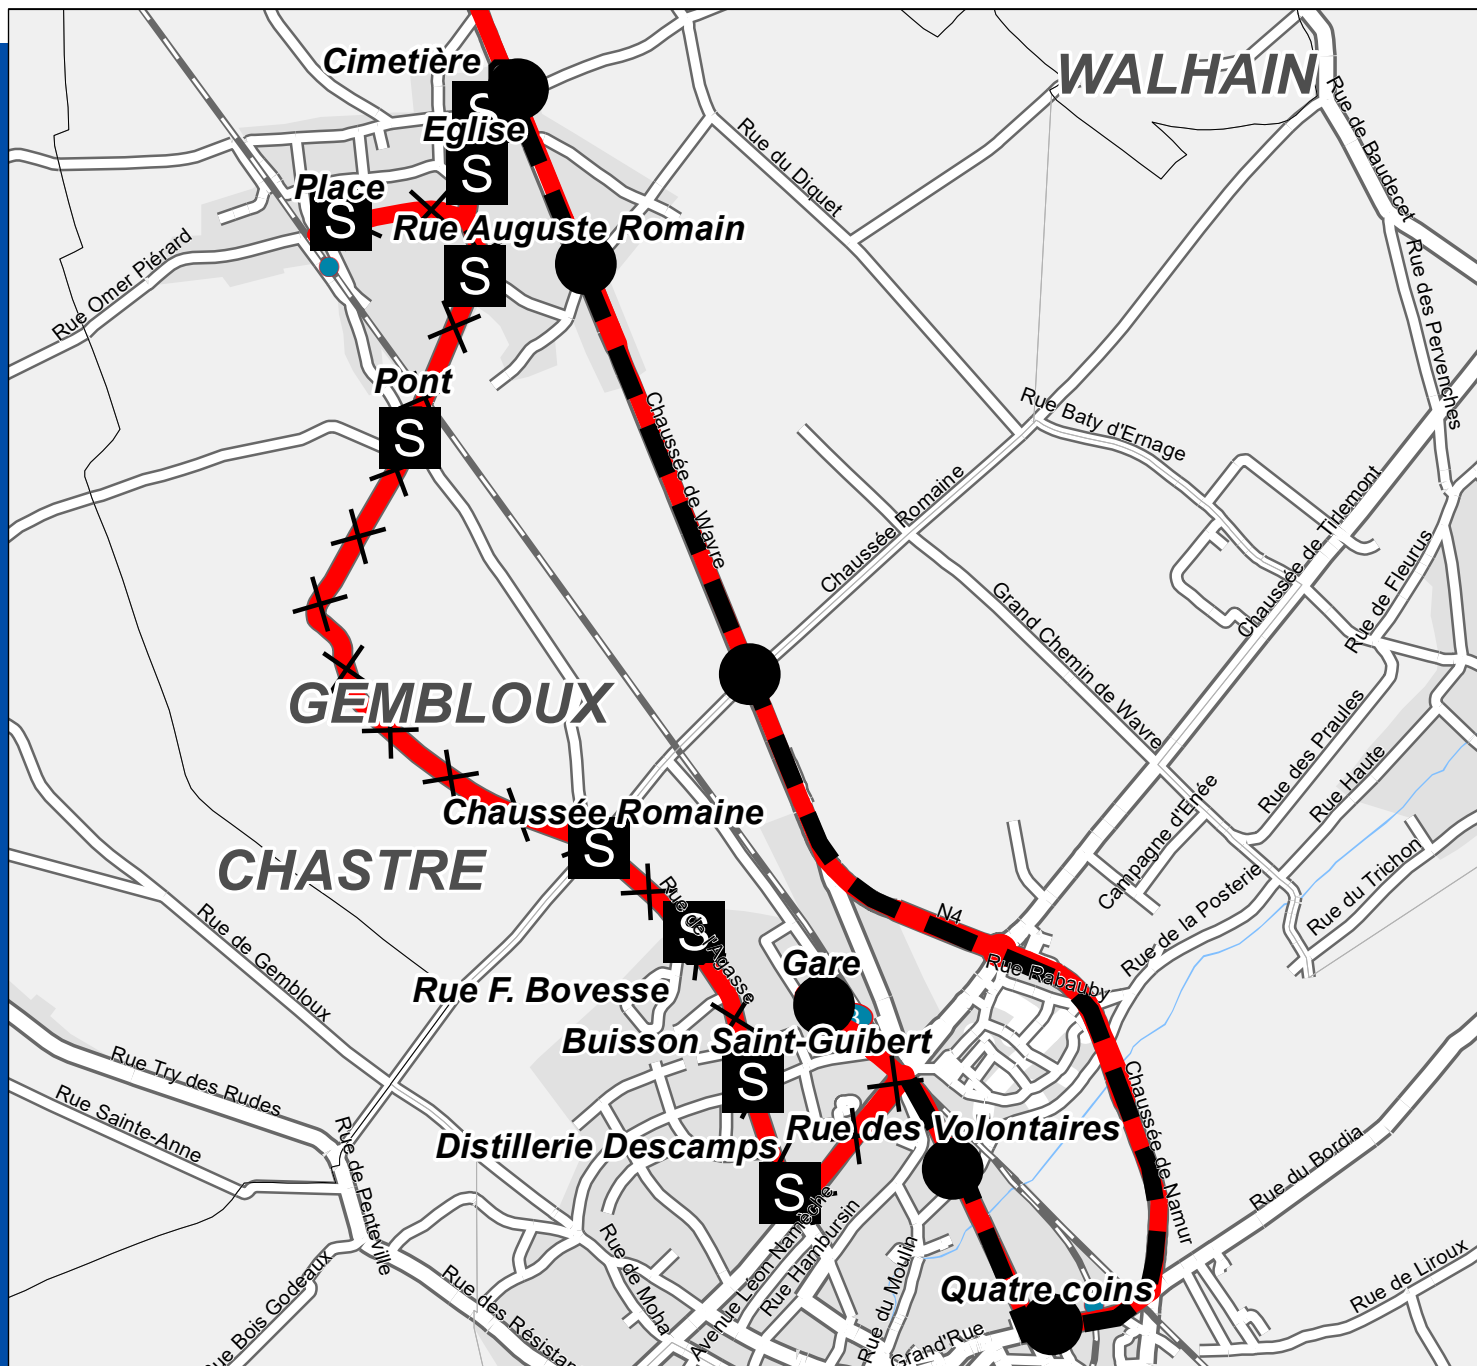 WALHAIN
Cimetière
S
Eglise
S
Place
S
Rue Auguste Romain
S
Rue du Diquet
Rue de Baudecet
Rue Omer Piérard
Rue des Pervenches
Pont
S
Chaussée de Wavre
Rue Baty d'Ernage
Chaussée Romaine
Chaussée de Tirlemont
Rue de Fleurus
Grand Chemin de Wavre
GEMBLOUX
Rue des Praules
Rue Haute
Chaussée Romaine
S
Campagne d'Enée
CHASTRE
Rue du Trichon
Rue de l'Agasse
S
N4
Rue de la Posterie
Rue de Gembloux
Gare
Rue Rabauby
Rue F. Bovesse
Buisson Saint-Guibert
S
Rue Try des Rudes
Rue Sainte-Anne
Rue de Penteville
Chaussée de Namur
Rue des Volontaires
Distillerie Descamps
S
Rue du Bordia
Avenue Léon Namèche
Rue Hambursin
Rue du Moulin
Rue de Moha
Rue Bois Godeaux
Rue des Résistan
Quatre coins
Rue de Liroux
Grand'Rue